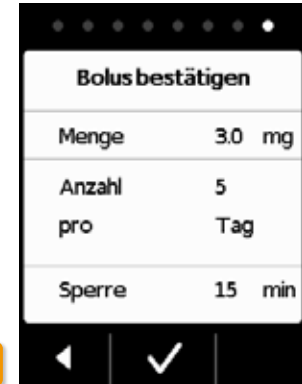 Bolus bestätigen
Menge 3.0 mg
Anzahl 5
pro Tag
Sperre 15 min